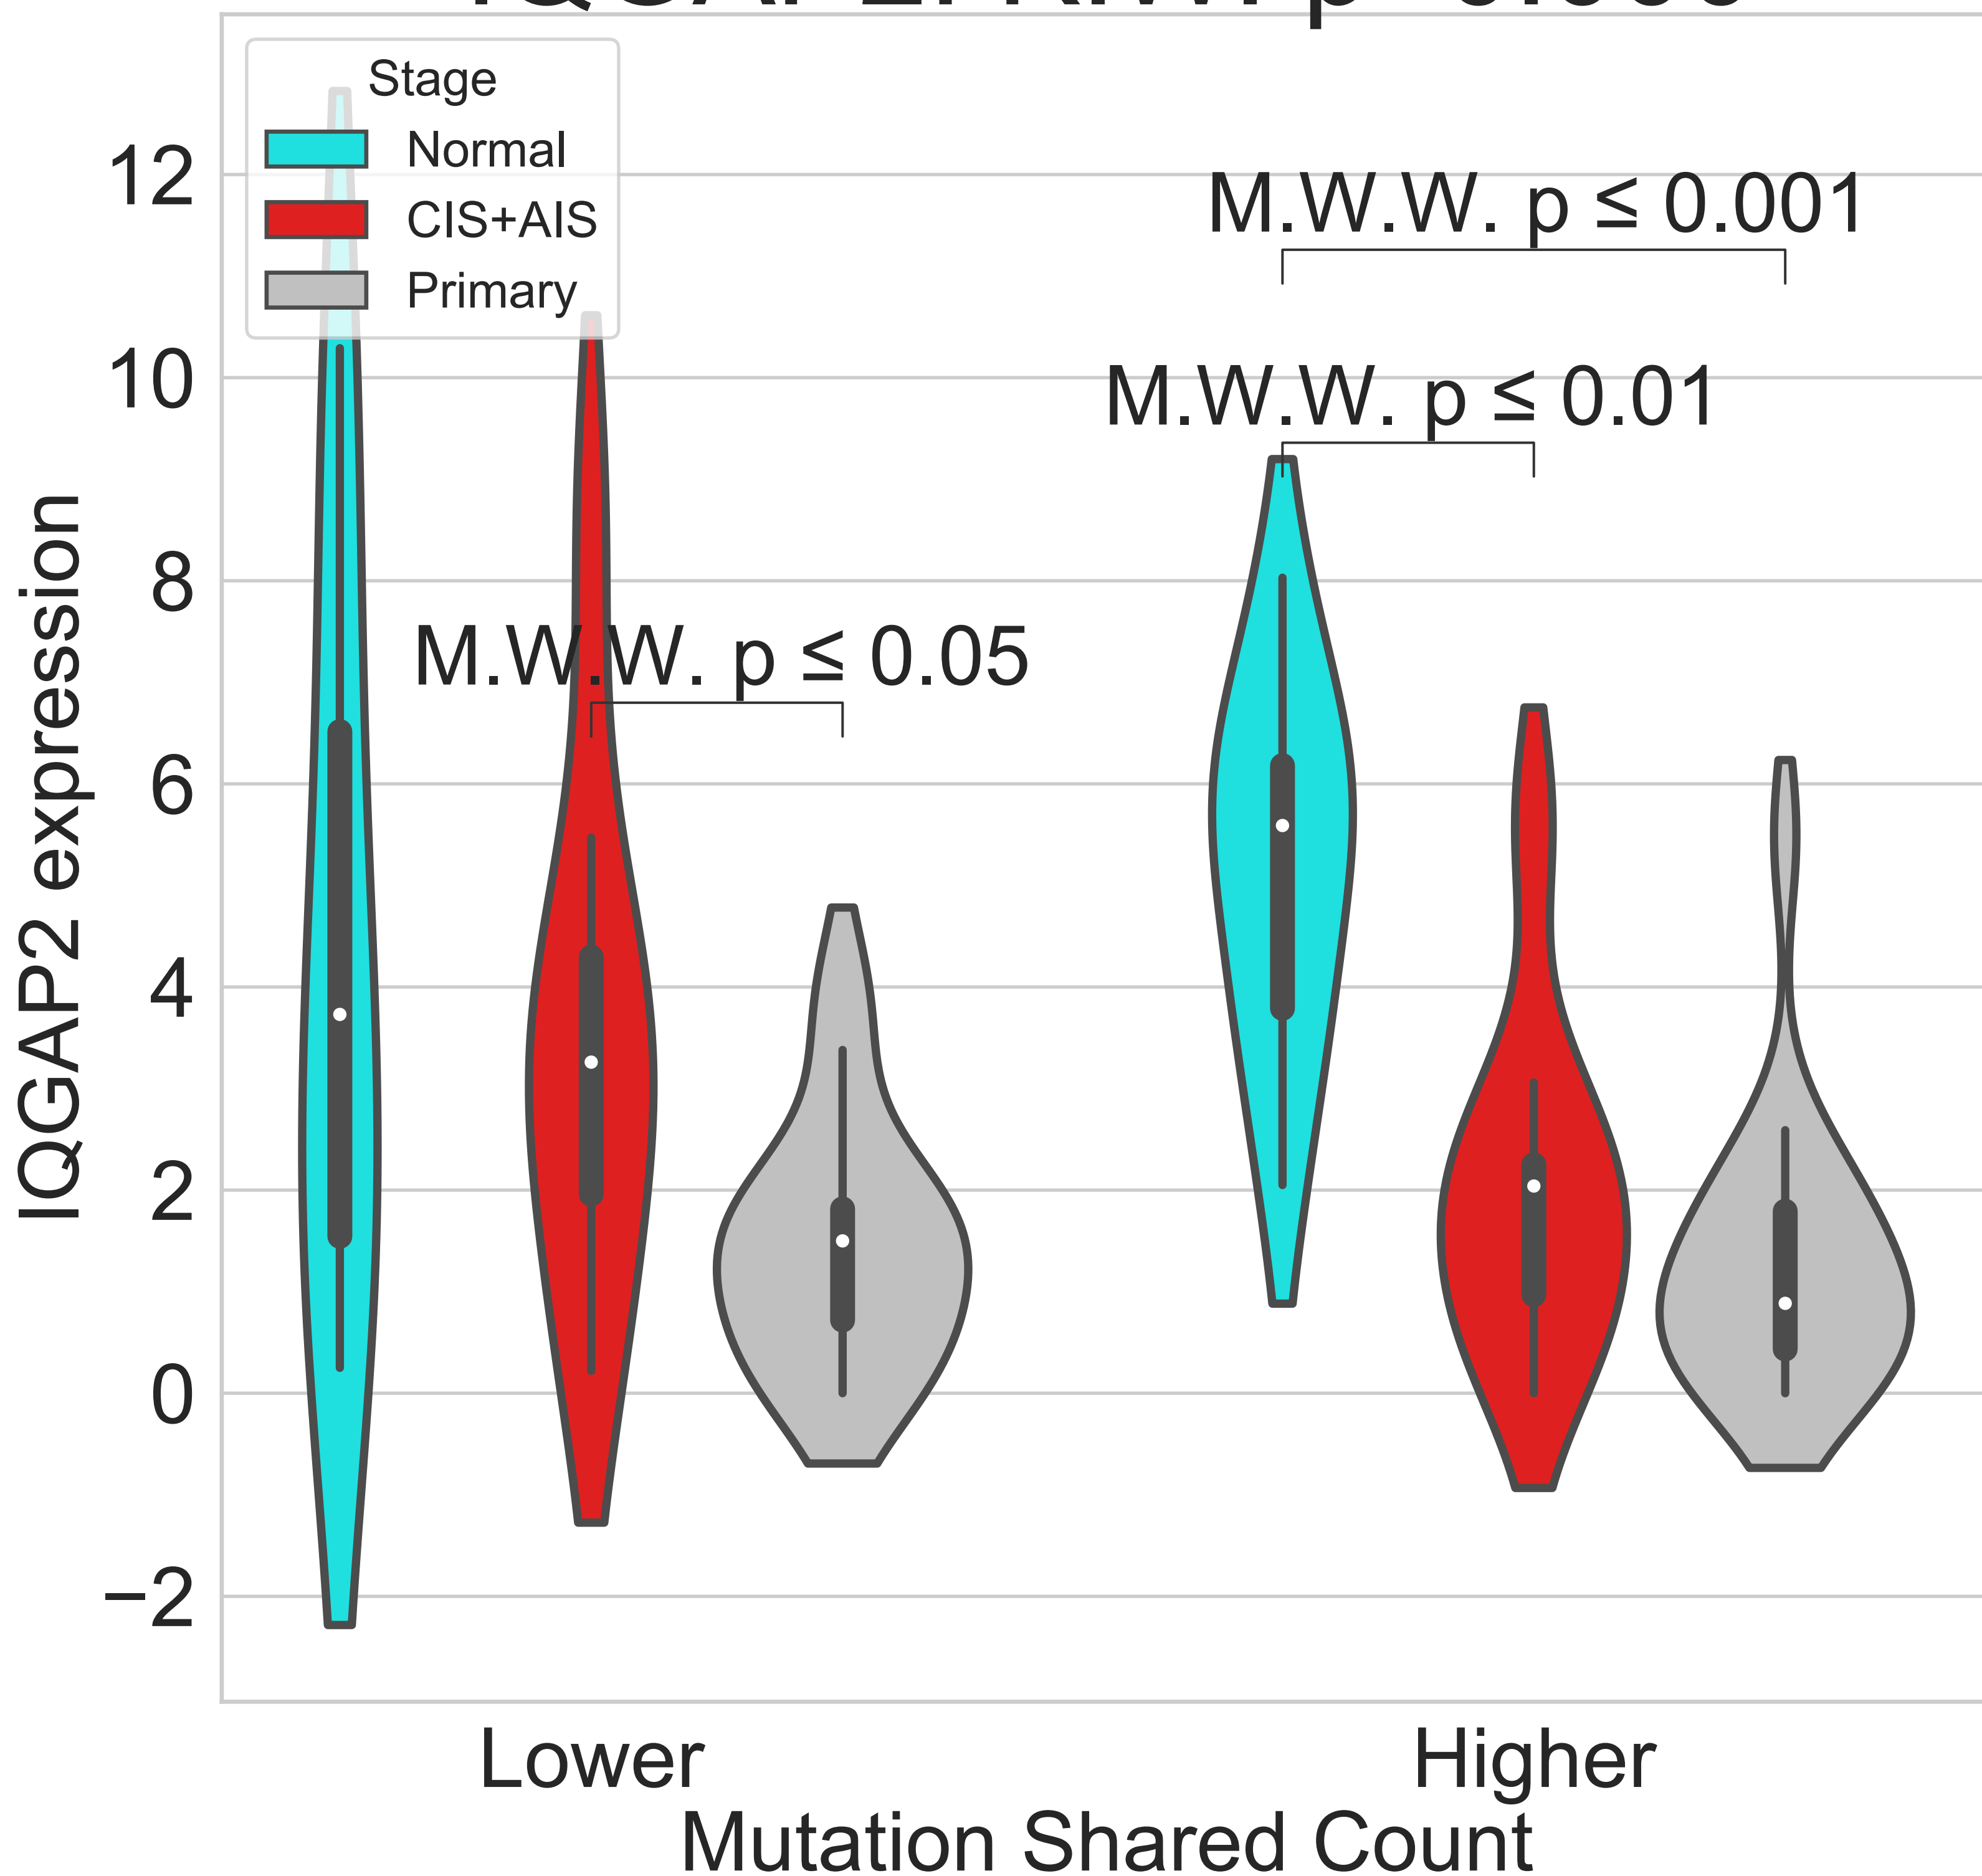 Stage
Normal
CIS+AIS
Primary
M.W.W. p ≤ 0.001
M.W.W. p ≤ 0.01
M.W.W. p ≤ 0.05
12
10
8
6
4
2
0
−2
IQGAP2 expression
Lower
Higher
Mutation Shared Count